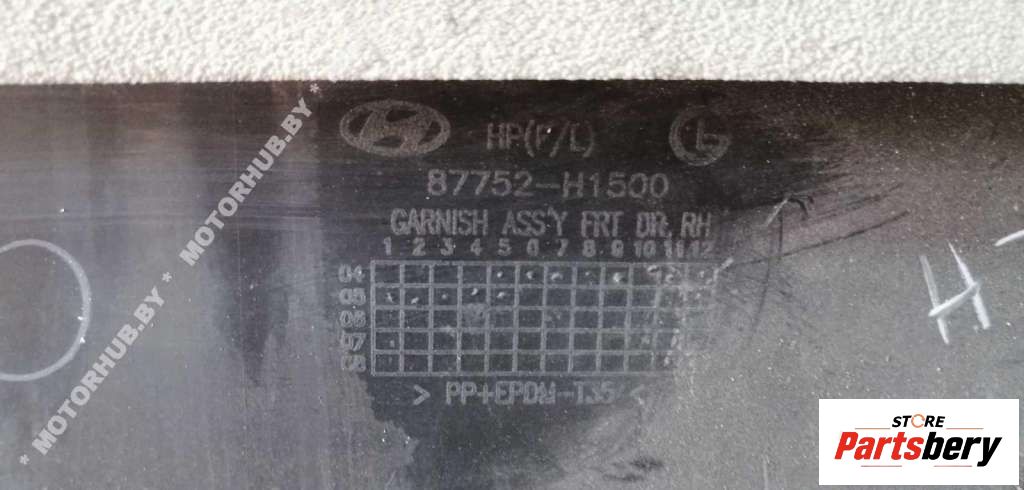 HP(P/L)
L
87752-H1500
GARNISH ASS'Y FRT DR, RH
1 2 3 4 5 6 7 8 9 10 11 12
04
05
06
07
08
> PP+EPDM-T35 <
H
* MOTORHUB.BY * MOTORHUB.BY *
STORE
Partsbery